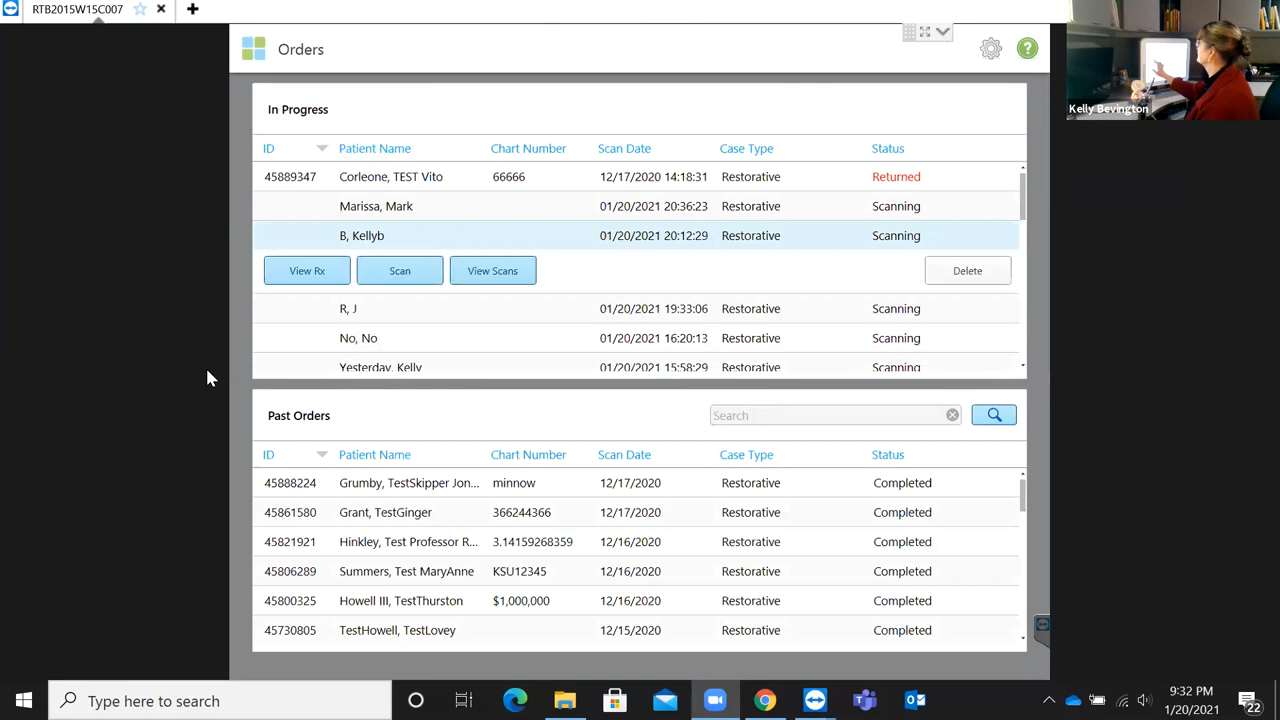 RTB2015W15C007
Orders
Kelly Bevington
In Progress
ID Patient Name Chart Number Scan Date Case Type Status
45889347 Corleone, TEST Vito 66666 12/17/2020 14:18:31 Restorative Returned
Marissa, Mark 01/20/2021 20:36:23 Restorative Scanning
B, Kellyb 01/20/2021 20:12:29 Restorative Scanning
View Rx Scan View Scans Delete
R, J 01/20/2021 19:33:06 Restorative Scanning
No, No 01/20/2021 16:20:13 Restorative Scanning
Yesterday, Kelly 01/20/2021 15:58:29 Restorative Scanning
Past Orders Search
ID Patient Name Chart Number Scan Date Case Type Status
45888224 Grumby, TestSkipper Jon... minnow 12/17/2020 Restorative Completed
45861580 Grant, TestGinger 366244366 12/17/2020 Restorative Completed
45821921 Hinkley, Test Professor R... 3.14159268359 12/16/2020 Restorative Completed
45806289 Summers, Test MaryAnne KSU12345 12/16/2020 Restorative Completed
45800325 Howell III, TestThurston $1,000,000 12/16/2020 Restorative Completed
45730805 TestHowell, TestLovey 12/15/2020 Restorative Completed
Type here to search
9:32 PM
1/20/2021
22